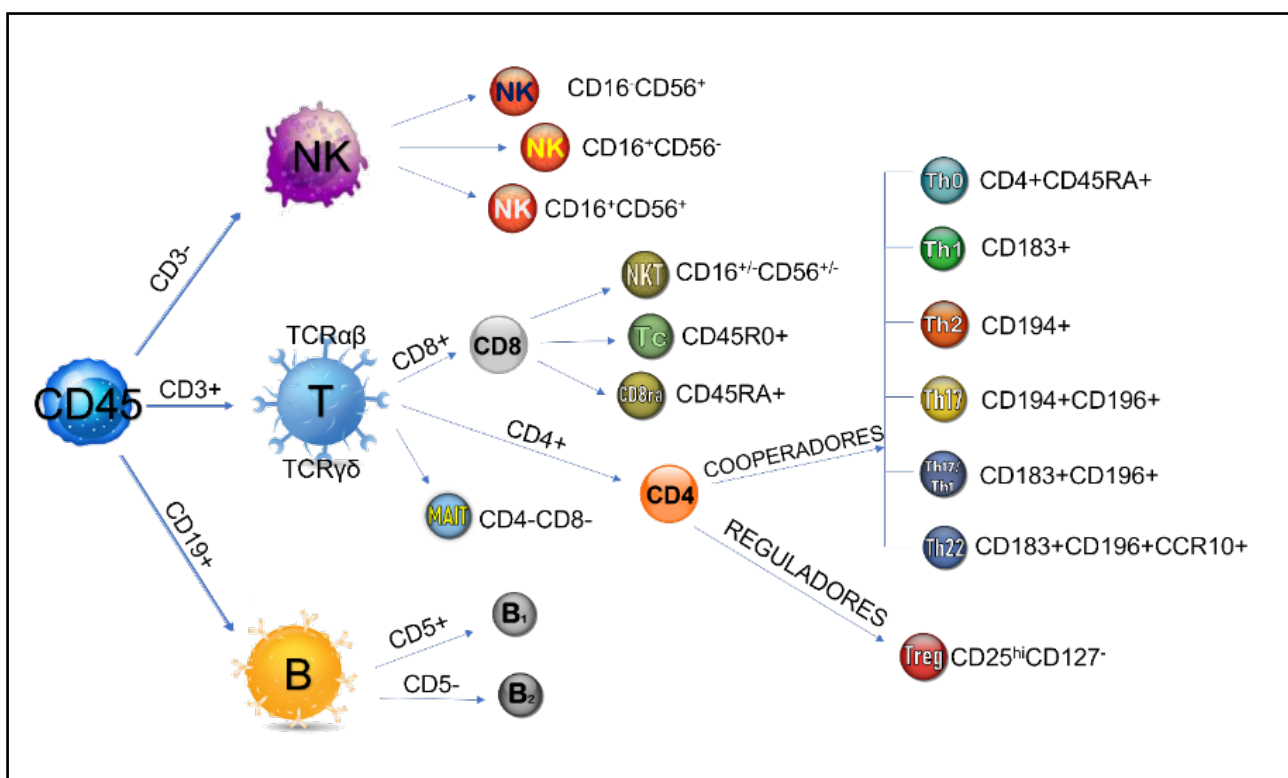 NK
NK
CD16⁻CD56⁺
NK
CD16⁺CD56⁻
NK
CD16⁺CD56⁺
CD3-
CD45
CD3+
CD19+
TCRαβ
T
TCRγδ
CD8+
CD8
NKT
CD16⁺/⁻CD56⁺/⁻
Tc
CD45R0+
CD8ra
CD45RA+
CD4+
MAIT
CD4-CD8-
CD4
COOPERADORES
REGULADORES
Th0
CD4+CD45RA+
Th1
CD183+
Th2
CD194+
Th17
CD194+CD196+
Th17/
Th1
CD183+CD196+
Th22
CD183+CD196+CCR10+
Treg
CD25ʰⁱCD127⁻
B
CD5+
B₁
CD5-
B₂